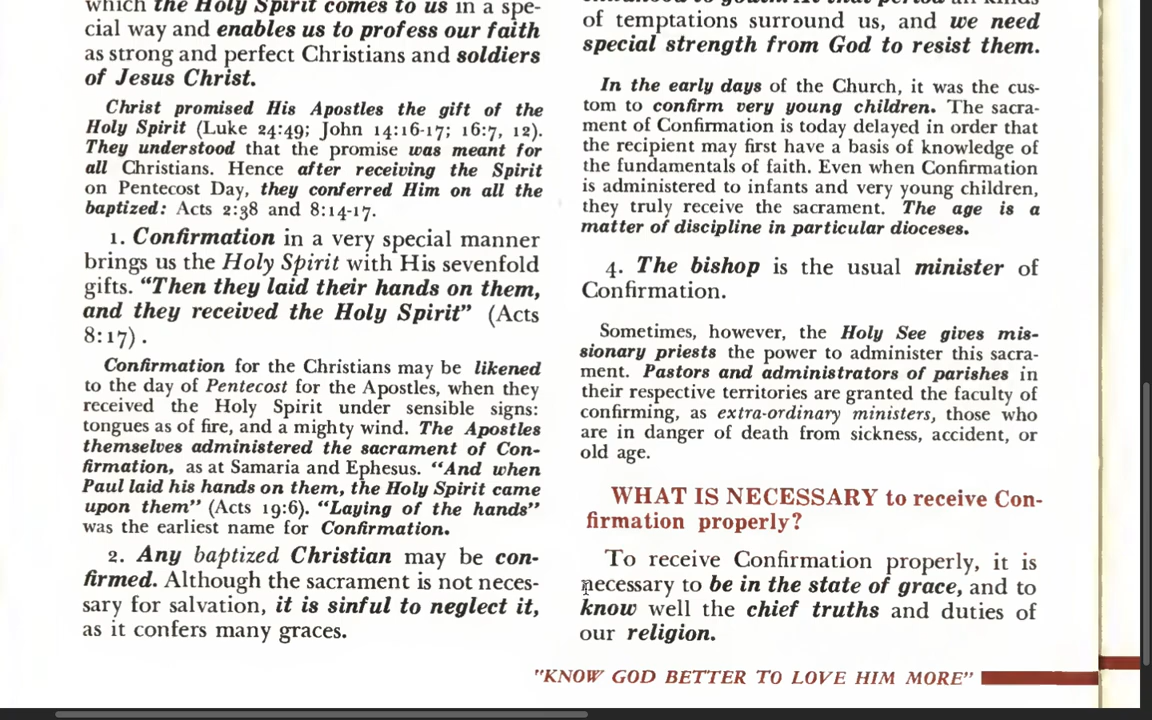 which the Holy Spirit comes to us in a spe-
cial way and enables us to profess our faith
as strong and perfect Christians and soldiers
of Jesus Christ.
Christ promised His Apostles the gift of the
Holy Spirit (Luke 24:49; John 14:16-17; 16:7, 12).
They understood that the promise was meant for
all Christians. Hence after receiving the Spirit
on Pentecost Day, they conferred Him on all the
baptized: Acts 2:38 and 8:14-17.
1. Confirmation in a very special manner
brings us the Holy Spirit with His sevenfold
gifts. “Then they laid their hands on them,
and they received the Holy Spirit” (Acts
8:17).
Confirmation for the Christians may be likened
to the day of Pentecost for the Apostles, when they
received the Holy Spirit under sensible signs:
tongues as of fire, and a mighty wind. The Apostles
themselves administered the sacrament of Con-
firmation, as at Samaria and Ephesus. “And when
Paul laid his hands on them, the Holy Spirit came
upon them” (Acts 19:6). “Laying of the hands”
was the earliest name for Confirmation.
2. Any baptized Christian may be con-
firmed. Although the sacrament is not neces-
sary for salvation, it is sinful to neglect it,
as it confers many graces.
of temptations surround us, and we need
special strength from God to resist them.
In the early days of the Church, it was the cus-
tom to confirm very young children. The sacra-
ment of Confirmation is today delayed in order that
the recipient may first have a basis of knowledge of
the fundamentals of faith. Even when Confirmation
is administered to infants and very young children,
they truly receive the sacrament. The age is a
matter of discipline in particular dioceses.
4. The bishop is the usual minister of
Confirmation.
Sometimes, however, the Holy See gives mis-
sionary priests the power to administer this sacra-
ment. Pastors and administrators of parishes in
their respective territories are granted the faculty of
confirming, as extra-ordinary ministers, those who
are in danger of death from sickness, accident, or
old age.
WHAT IS NECESSARY to receive Con-
firmation properly?
To receive Confirmation properly, it is
necessary to be in the state of grace, and to
know well the chief truths and duties of
our religion.
"KNOW GOD BETTER TO LOVE HIM MORE"